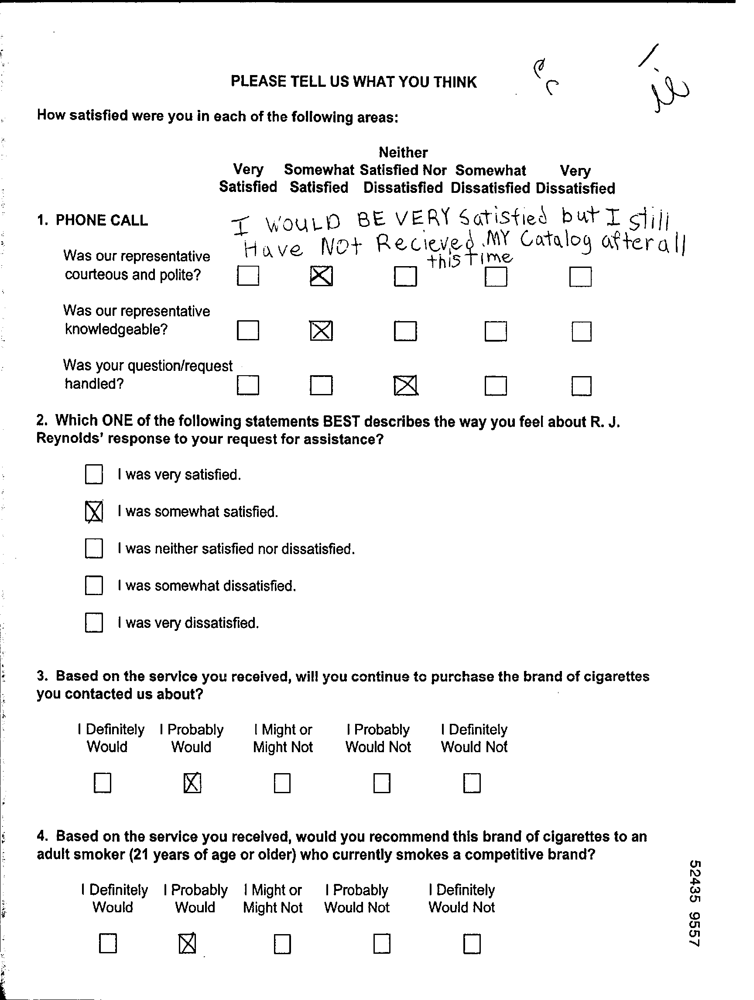 PLEASE TELL US WHAT YOU THINK
How satisfied were you in each of the following areas:
Neither
Very Somewhat Satisfied Nor Somewhat Very
Satisfied Satisfied Dissatisfied Dissatisfied Dissatisfied
1. PHONE CALL
I WOULD BE VERY Satisfied but I still
Have NOt Recieved MY Catalog after all
this Time
Was our representative
courteous and polite?
Was our representative
knowledgeable?
Was your question/request
handled?
2. Which ONE of the following statements BEST describes the way you feel about R. J.
Reynolds' response to your request for assistance?
I was very satisfied.
I was somewhat satisfied.
I was neither satisfied nor dissatisfied.
I was somewhat dissatisfied.
I was very dissatisfied.
3. Based on the service you received, will you continue to purchase the brand of cigarettes
you contacted us about?
I Definitely I Probably I Might or I Probably I Definitely
Would Would Might Not Would Not Would Not
4. Based on the service you received, would you recommend this brand of cigarettes to an
adult smoker (21 years of age or older) who currently smokes a competitive brand?
I Definitely I Probably I Might or I Probably I Definitely
Would Would Might Not Would Not Would Not
52435 9557